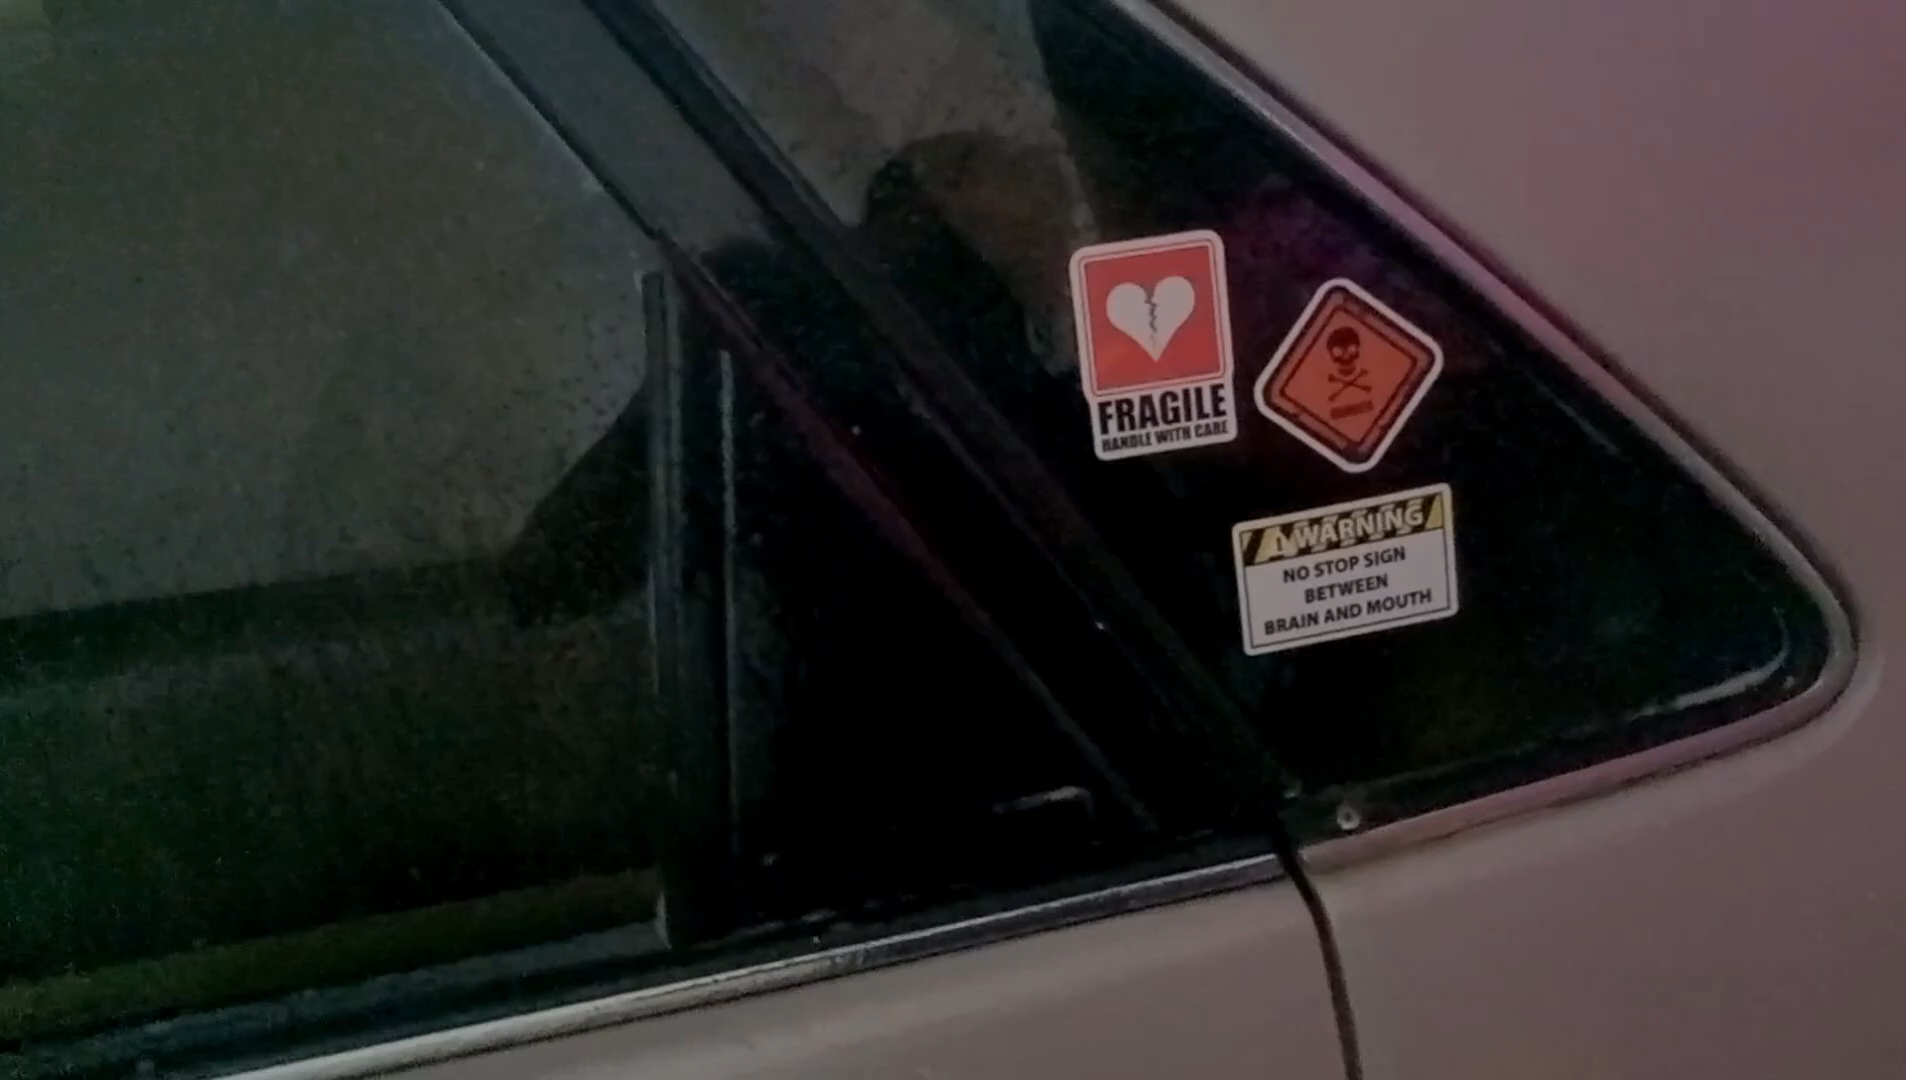 FRAGILE
HANDLE WITH CARE
WARNING
NO STOP SIGN
BETWEEN
BRAIN AND MOUTH